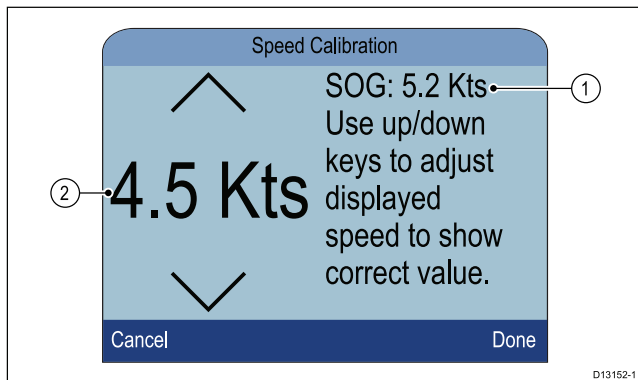 Speed Calibration
SOG: 5.2 Kts
1
Use up/down
keys to adjust
2
4.5 Kts
displayed
speed to show
correct value.
Cancel
Done
D13152-1